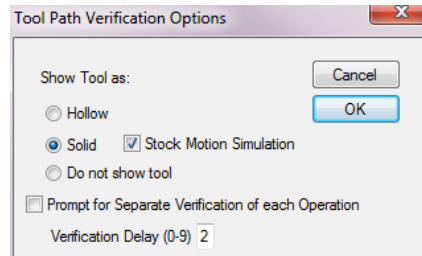 Tool Path Verification Options
X
Show Tool as:
Cancel
Hollow
OK
Solid Stock Motion Simulation
Do not show tool
Prompt for Separate Verification of each Operation
Verification Delay (0-9) 2